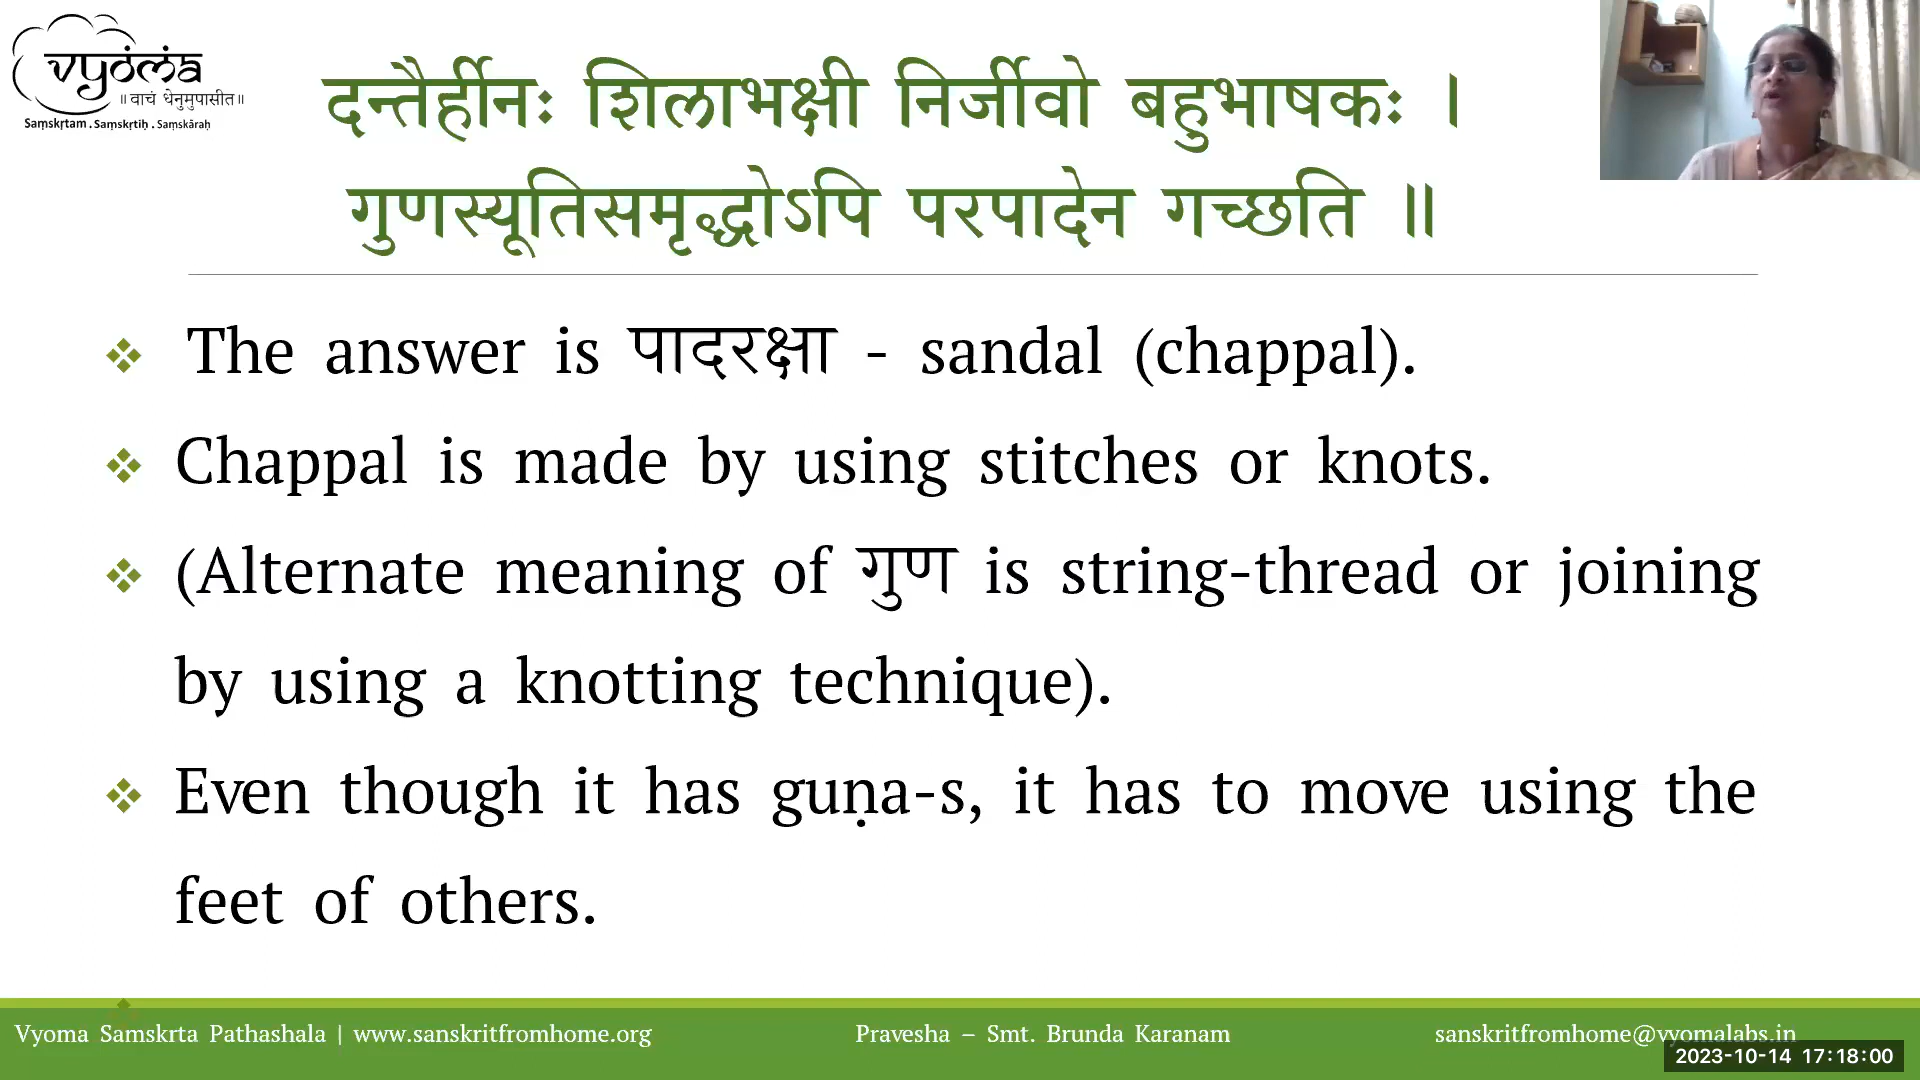 vyoma
॥वाचं धेनुमुपासीत॥
Saṃskṛtam . Saṃskṛtiḥ . Saṃskāraḥ
दन्तैर्हीनः शिलाभक्षी निर्जीवो बहुभाषकः ।
गुणस्यूतिसमृद्धोऽपि परपादेन गच्छति ॥
The answer is पादरक्षा - sandal (chappal).
Chappal is made by using stitches or knots.
(Alternate meaning of गुण is string-thread or joining
by using a knotting technique).
Even though it has guṇa-s, it has to move using the
feet of others.
Vyoma Samskrta Pathashala | www.sanskritfromhome.org
Pravesha – Smt. Brunda Karanam
sanskritfromhome@vyomalabs.in
2023-10-14 17:18:00